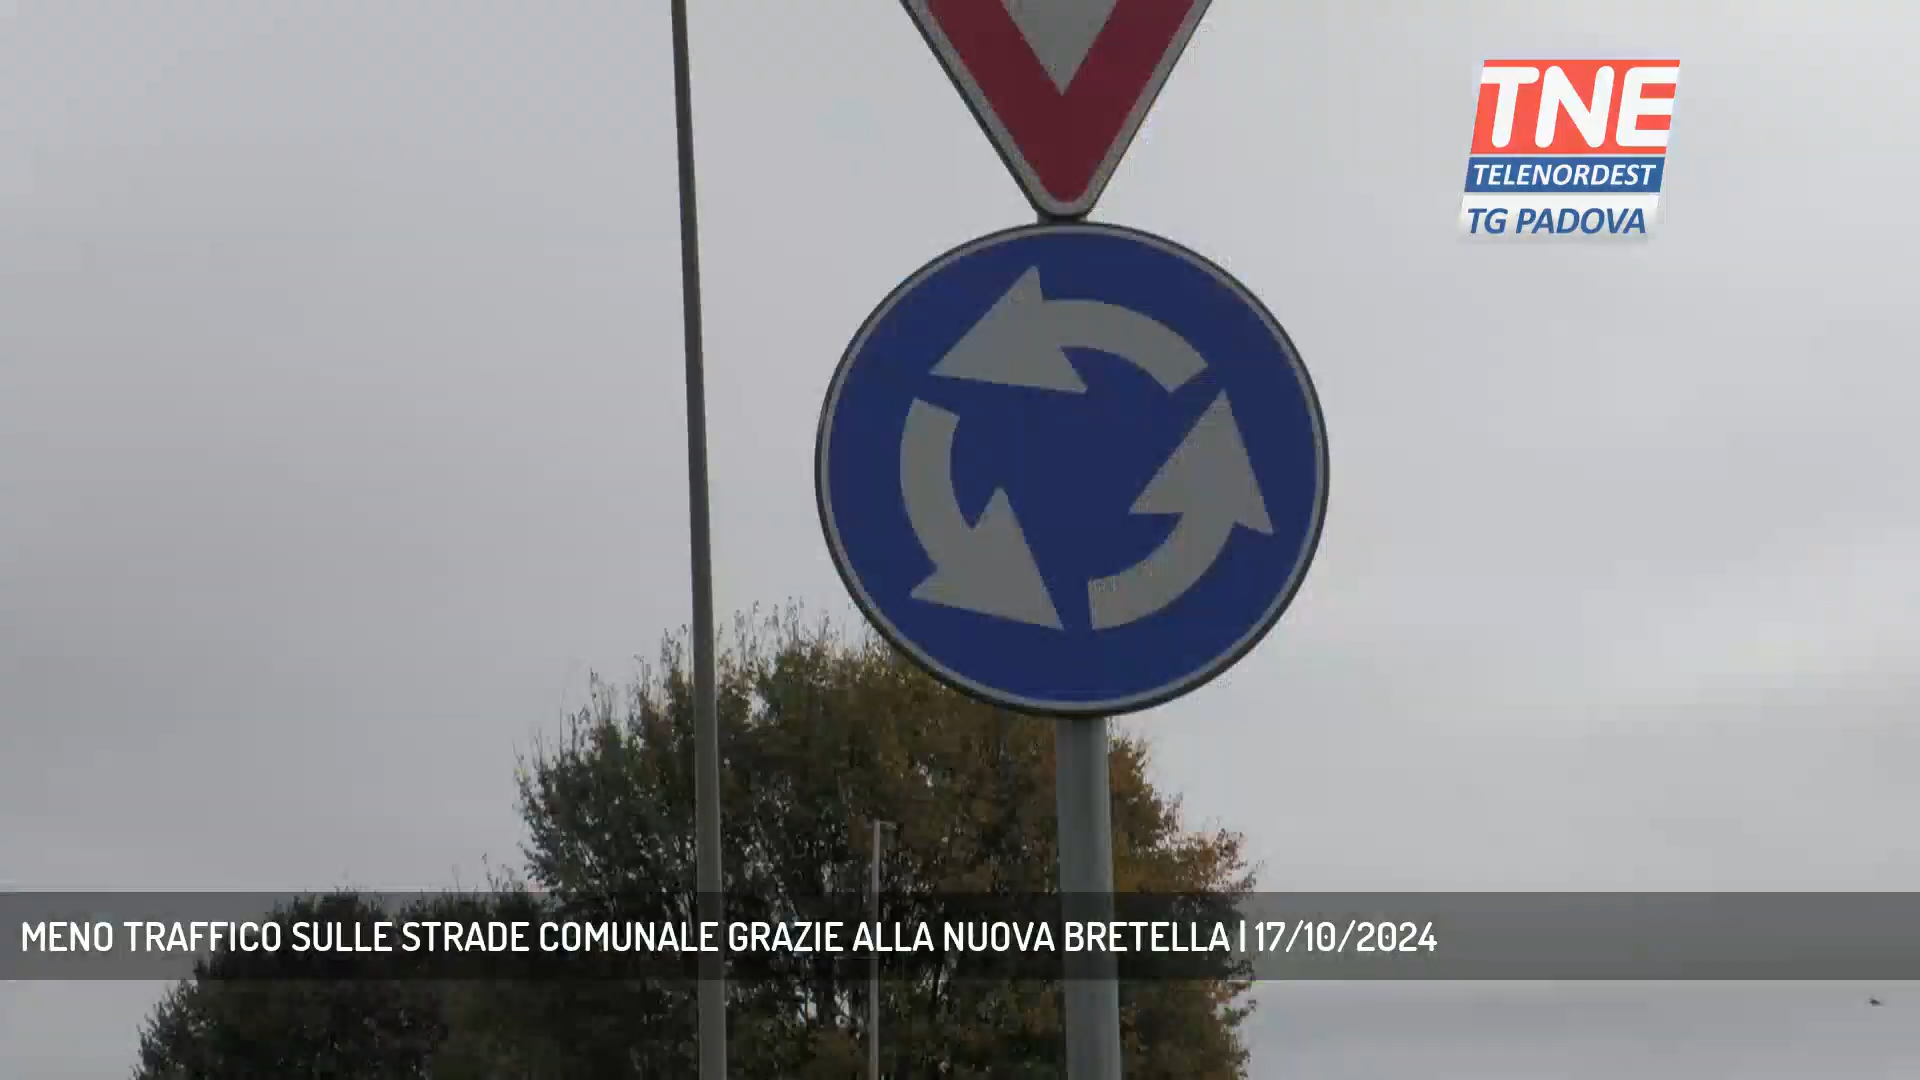 TNE
TELENORDEST
TG PADOVA
MENO TRAFFICO SULLE STRADE COMUNALE GRAZIE ALLA NUOVA BRETELLA | 17/10/2024